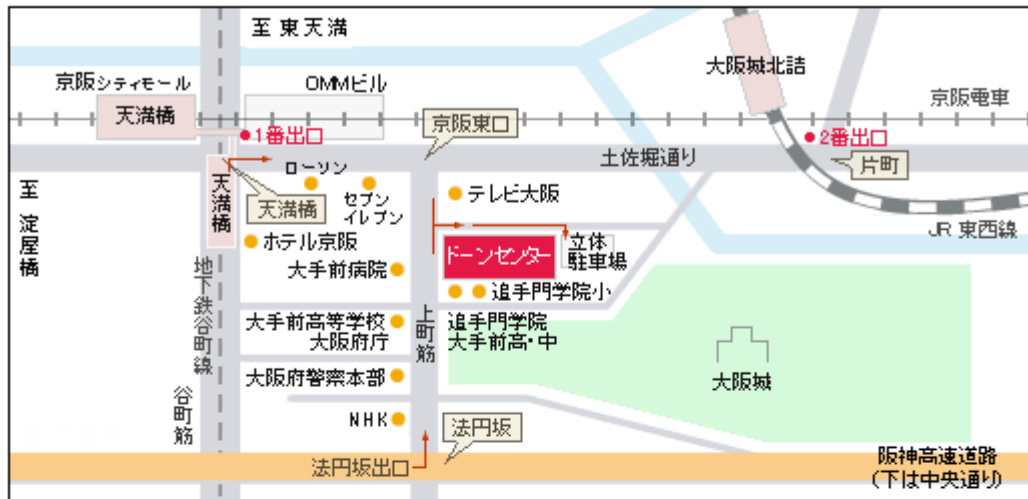 至 東天満
京阪シティモール
OMMビル
大阪城北詰
天満橋
京阪電車
1番出口
京阪東口
2番出口
土佐堀通り
片町
ローソン
至 淀屋橋
天満橋
天満橋
セブン
イレブン
テレビ大阪
JR 東西線
ホテル京阪
ドーンセンター
立体
駐車場
大手前病院
地下鉄谷町線
追手門学院小
大手前高等学校
大阪府庁
上町筋
追手門学院
大手前高・中
大阪城
大阪府警察本部
谷町筋
NHK
法円坂
法円坂出口
阪神高速道路
(下は中央通り)